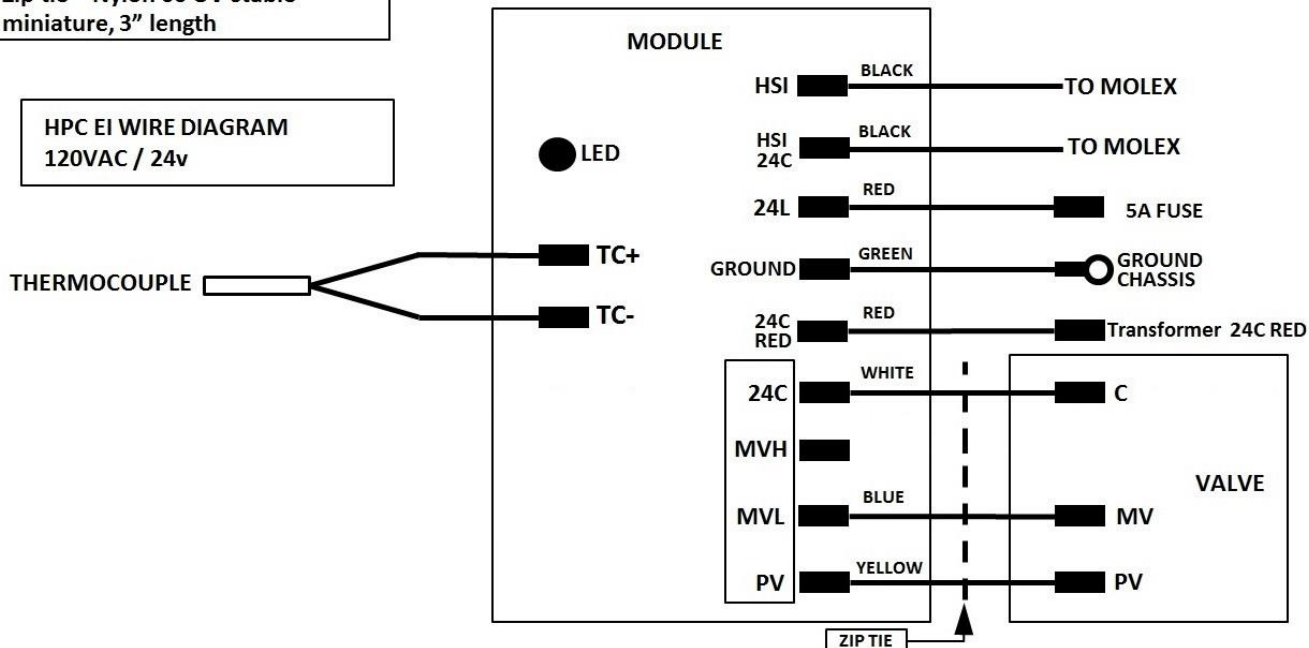 miniature, 3” length
HPC EI WIRE DIAGRAM
120VAC / 24v
MODULE
LED
THERMOCOUPLE
TC+
TC-
HSI
BLACK
TO MOLEX
HSI
24C
BLACK
TO MOLEX
24L
RED
5A FUSE
GROUND
GREEN
GROUND
CHASSIS
24C
RED
RED
Transformer 24C RED
24C
WHITE
C
MVH
VALVE
MVL
BLUE
MV
PV
YELLOW
PV
ZIP TIE